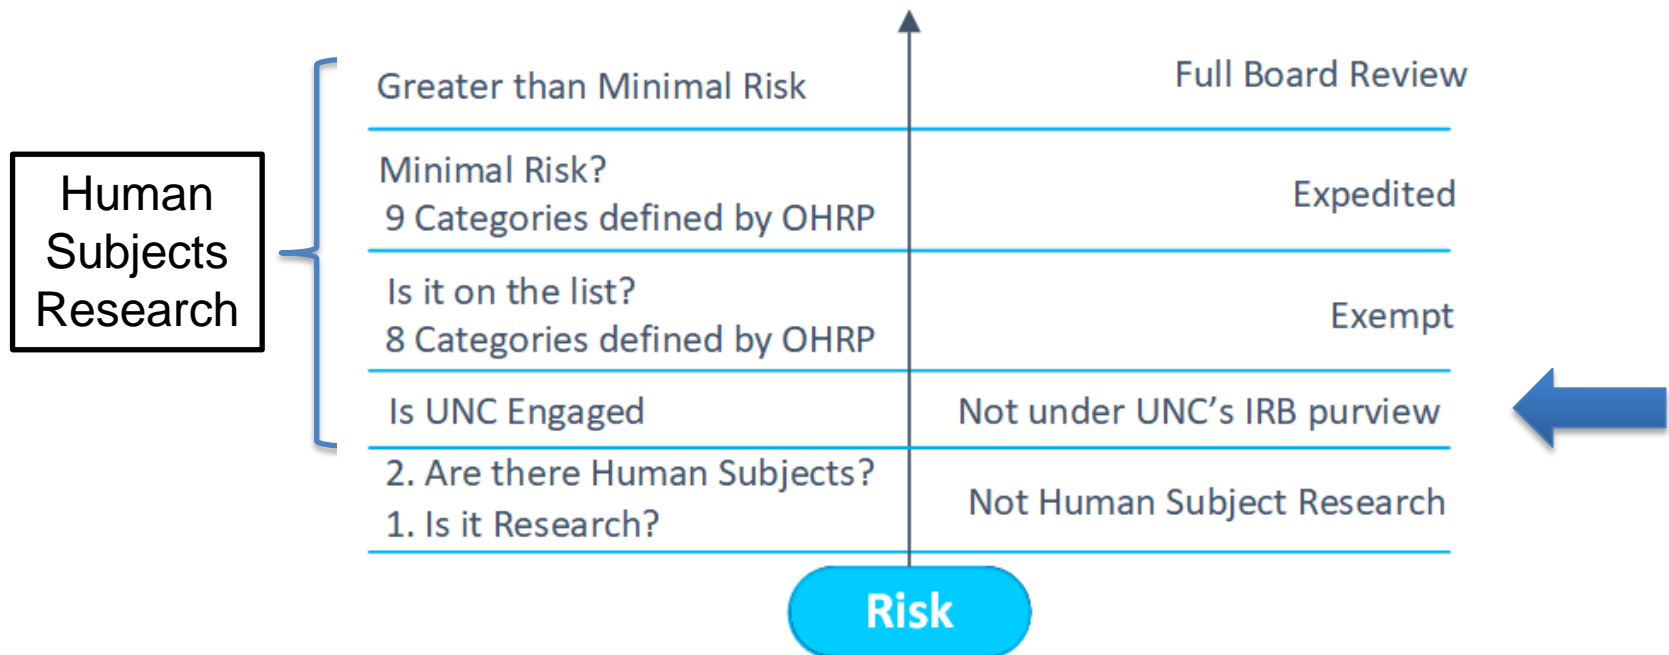 Human
Subjects
Research
Greater than Minimal Risk
Full Board Review
Minimal Risk?
9 Categories defined by OHRP
Expedited
Is it on the list?
8 Categories defined by OHRP
Exempt
Is UNC Engaged
Not under UNC's IRB purview
2. Are there Human Subjects?
1. Is it Research?
Not Human Subject Research
Risk